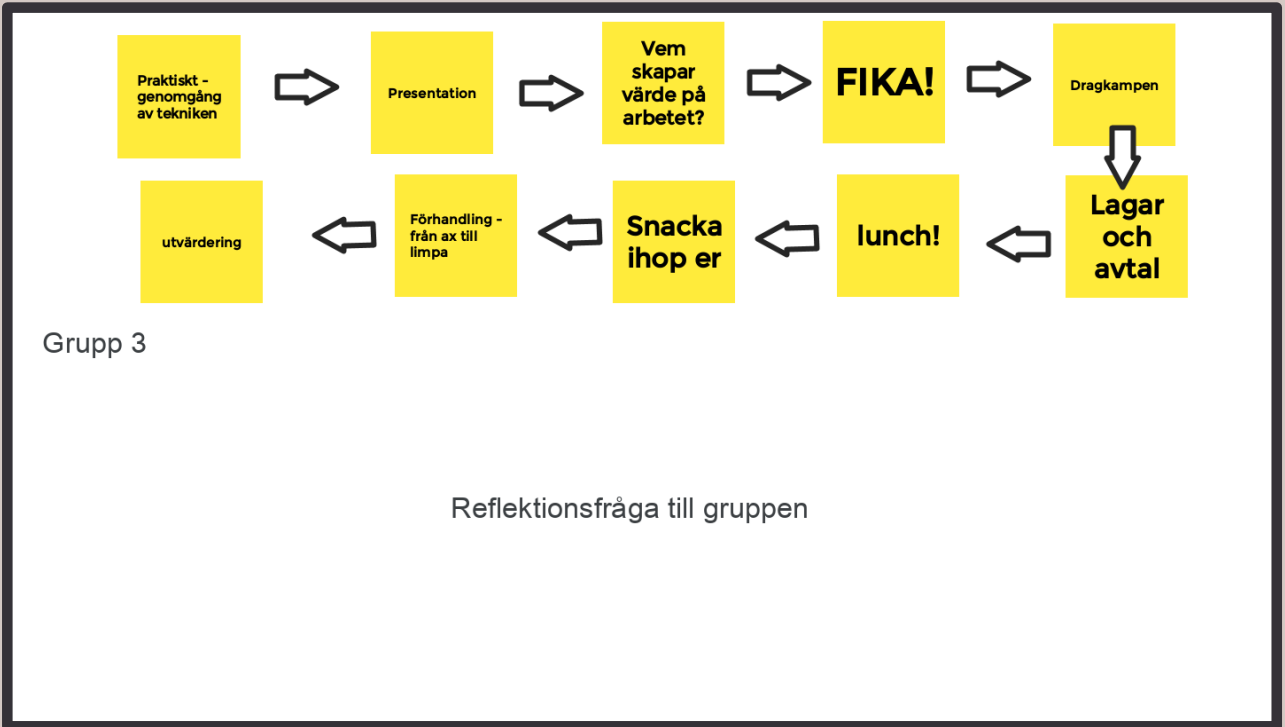 Praktiskt -
genomgång
av tekniken
Presentation
Vem
skapar
värde på
arbetet?
FIKA!
Dragkampen
Lagar
och
avtal
lunch!
Snacka
ihop er
Förhandling -
från ax till
limpa
utvärdering
Grupp 3
Reflektionsfråga till gruppen